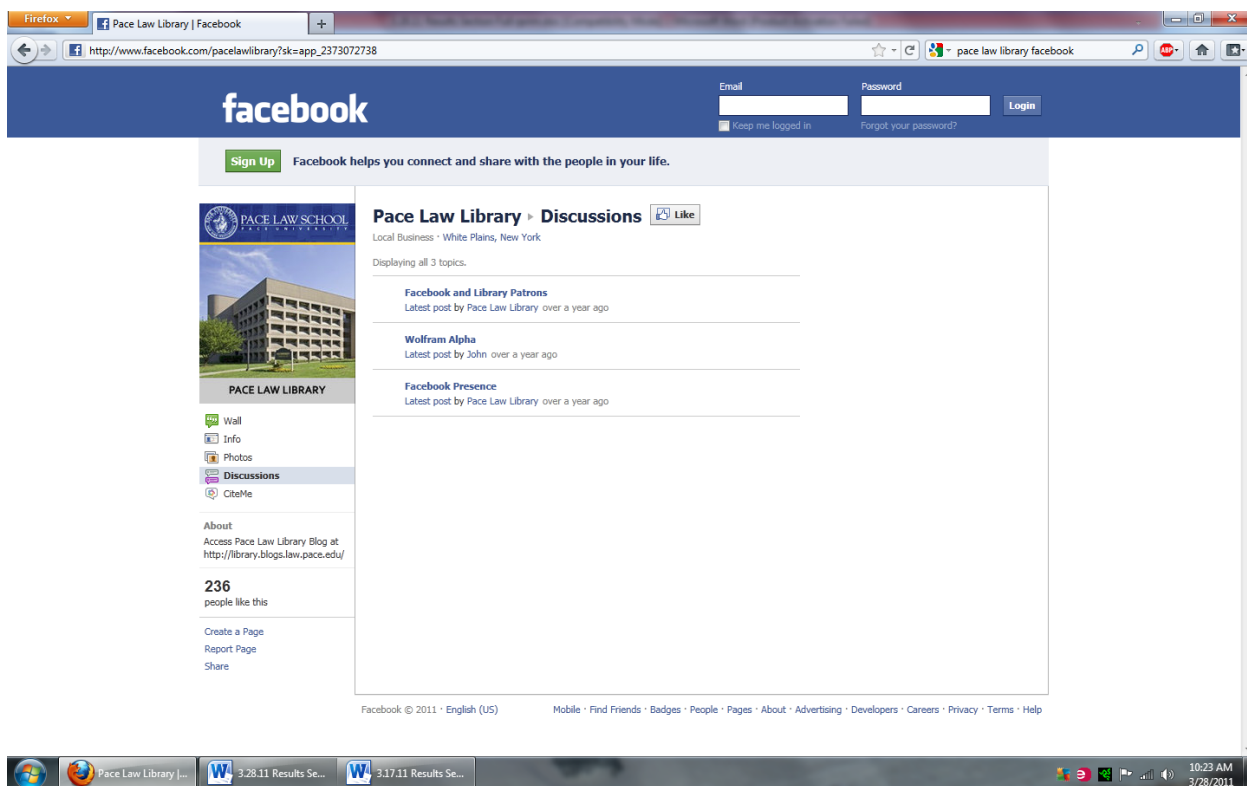 Firefox
Pace Law Library | Facebook
+
http://www.facebook.com/pacelawlibrary?sk=app_2373072738
pace law library facebook
ABP
facebook
Email
Password
Login
Keep me logged in
Forgot your password?
Sign Up
Facebook helps you connect and share with the people in your life.
PACE LAW SCHOOL
PACE UNIVERSITY
PACE LAW LIBRARY
Wall
Info
Photos
Discussions
CiteMe
About
Access Pace Law Library Blog at
http://library.blogs.law.pace.edu/
236
people like this
Create a Page
Report Page
Share
Pace Law Library ▸ Discussions
Like
Local Business · White Plains, New York
Displaying all 3 topics.
Facebook and Library Patrons
Latest post by Pace Law Library over a year ago
Wolfram Alpha
Latest post by John over a year ago
Facebook Presence
Latest post by Pace Law Library over a year ago
Facebook © 2011 · English (US)
Mobile · Find Friends · Badges · People · Pages · About · Advertising · Developers · Careers · Privacy · Terms · Help
Pace Law Library |...
3.28.11 Results Se...
3.17.11 Results Se...
10:23 AM
3/28/2011